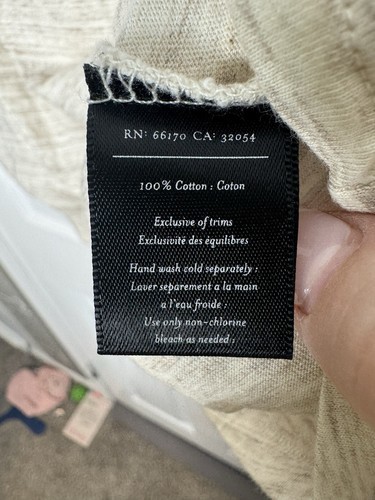 RN: 66170 CA: 32054
100% Cotton : Coton
Exclusive of trims
Exclusivité des équilibres
Hand wash cold separately :
Laver separement a la main
a l'eau froide :
Use only non-chlorine
bleach as needed :